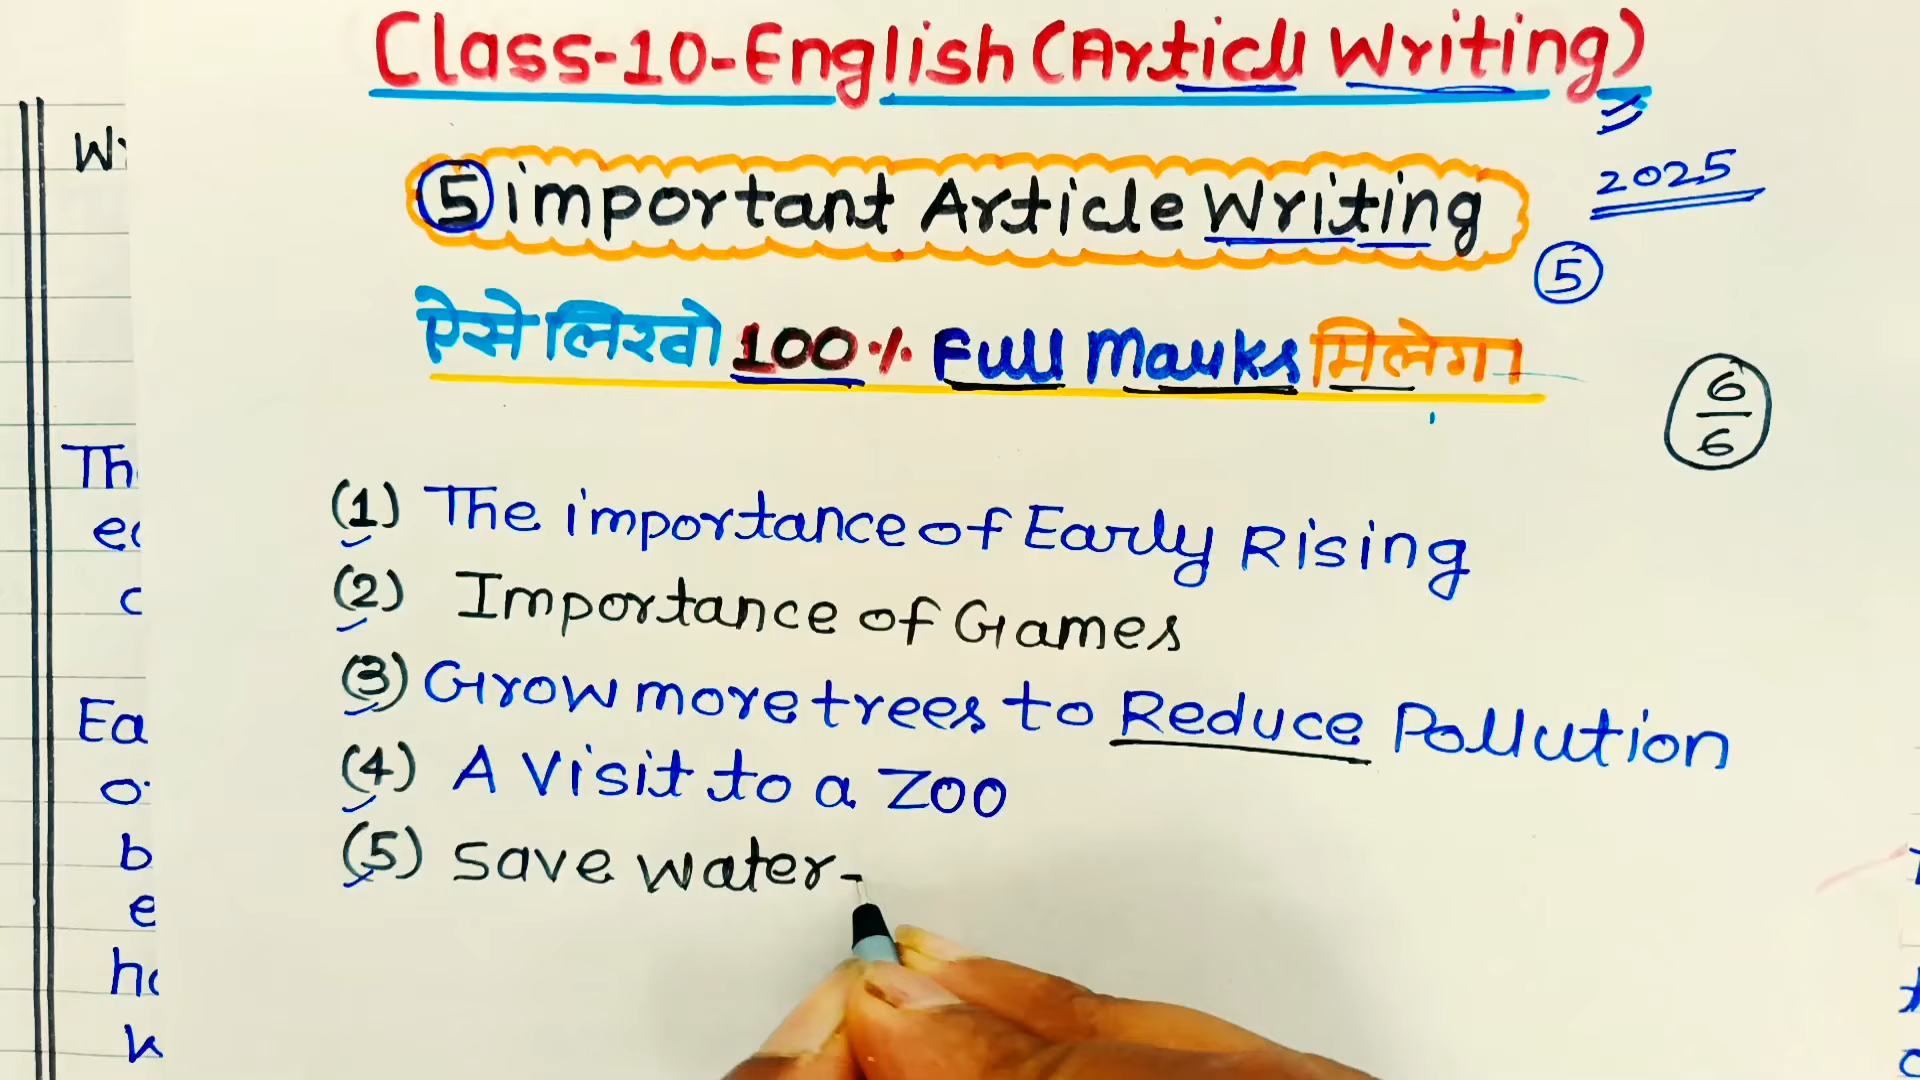 Class-10-English (Article Writing)
2025
5 important Article Writing
5
ऐसे लिखो 100% Full Marks मिलेगा
6/6
(1) The importance of Early Rising
(2) Importance of Games
(3) Grow more trees to Reduce Pollution
(4) A Visit to a Zoo
(5) Save water-